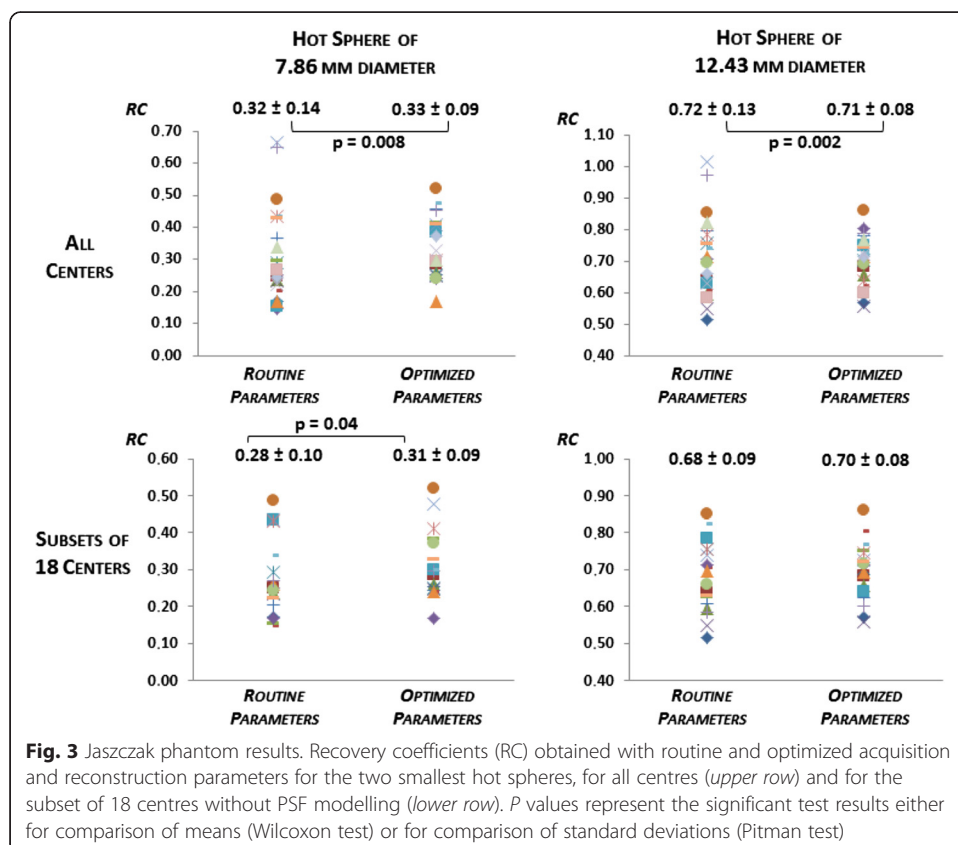 HOT SPHERE OF
7.86 MM DIAMETER
HOT SPHERE OF
12.43 MM DIAMETER
ALL
CENTERS
RC
0.32 ± 0.14
0.33 ± 0.09
p = 0.008
0.70
0.60
0.50
0.40
0.30
0.20
0.10
0.00
ROUTINE
PARAMETERS
OPTIMIZED
PARAMETERS
RC
0.72 ± 0.13
0.71 ± 0.08
p = 0.002
1,10
1.00
0.90
0.80
0.70
0.60
0,50
0,40
ROUTINE
PARAMETERS
OPTIMIZED
PARAMETERS
SUBSETS OF
18 CENTERS
p = 0.04
RC
0.28 ± 0.10
0.31 ± 0.09
0,60
0.50
0.40
0.30
0.20
0.10
0.00
ROUTINE
PARAMETERS
OPTIMIZED
PARAMETERS
RC
0.68 ± 0.09
0.70 ± 0.08
1,00
0.90
0.80
0.70
0.60
0.50
0.40
ROUTINE
PARAMETERS
OPTIMIZED
PARAMETERS
Fig. 3 Jaszczak phantom results. Recovery coefficients (RC) obtained with routine and optimized acquisition
and reconstruction parameters for the two smallest hot spheres, for all centres (upper row) and for the
subset of 18 centres without PSF modelling (lower row). P values represent the significant test results either
for comparison of means (Wilcoxon test) or for comparison of standard deviations (Pitman test)